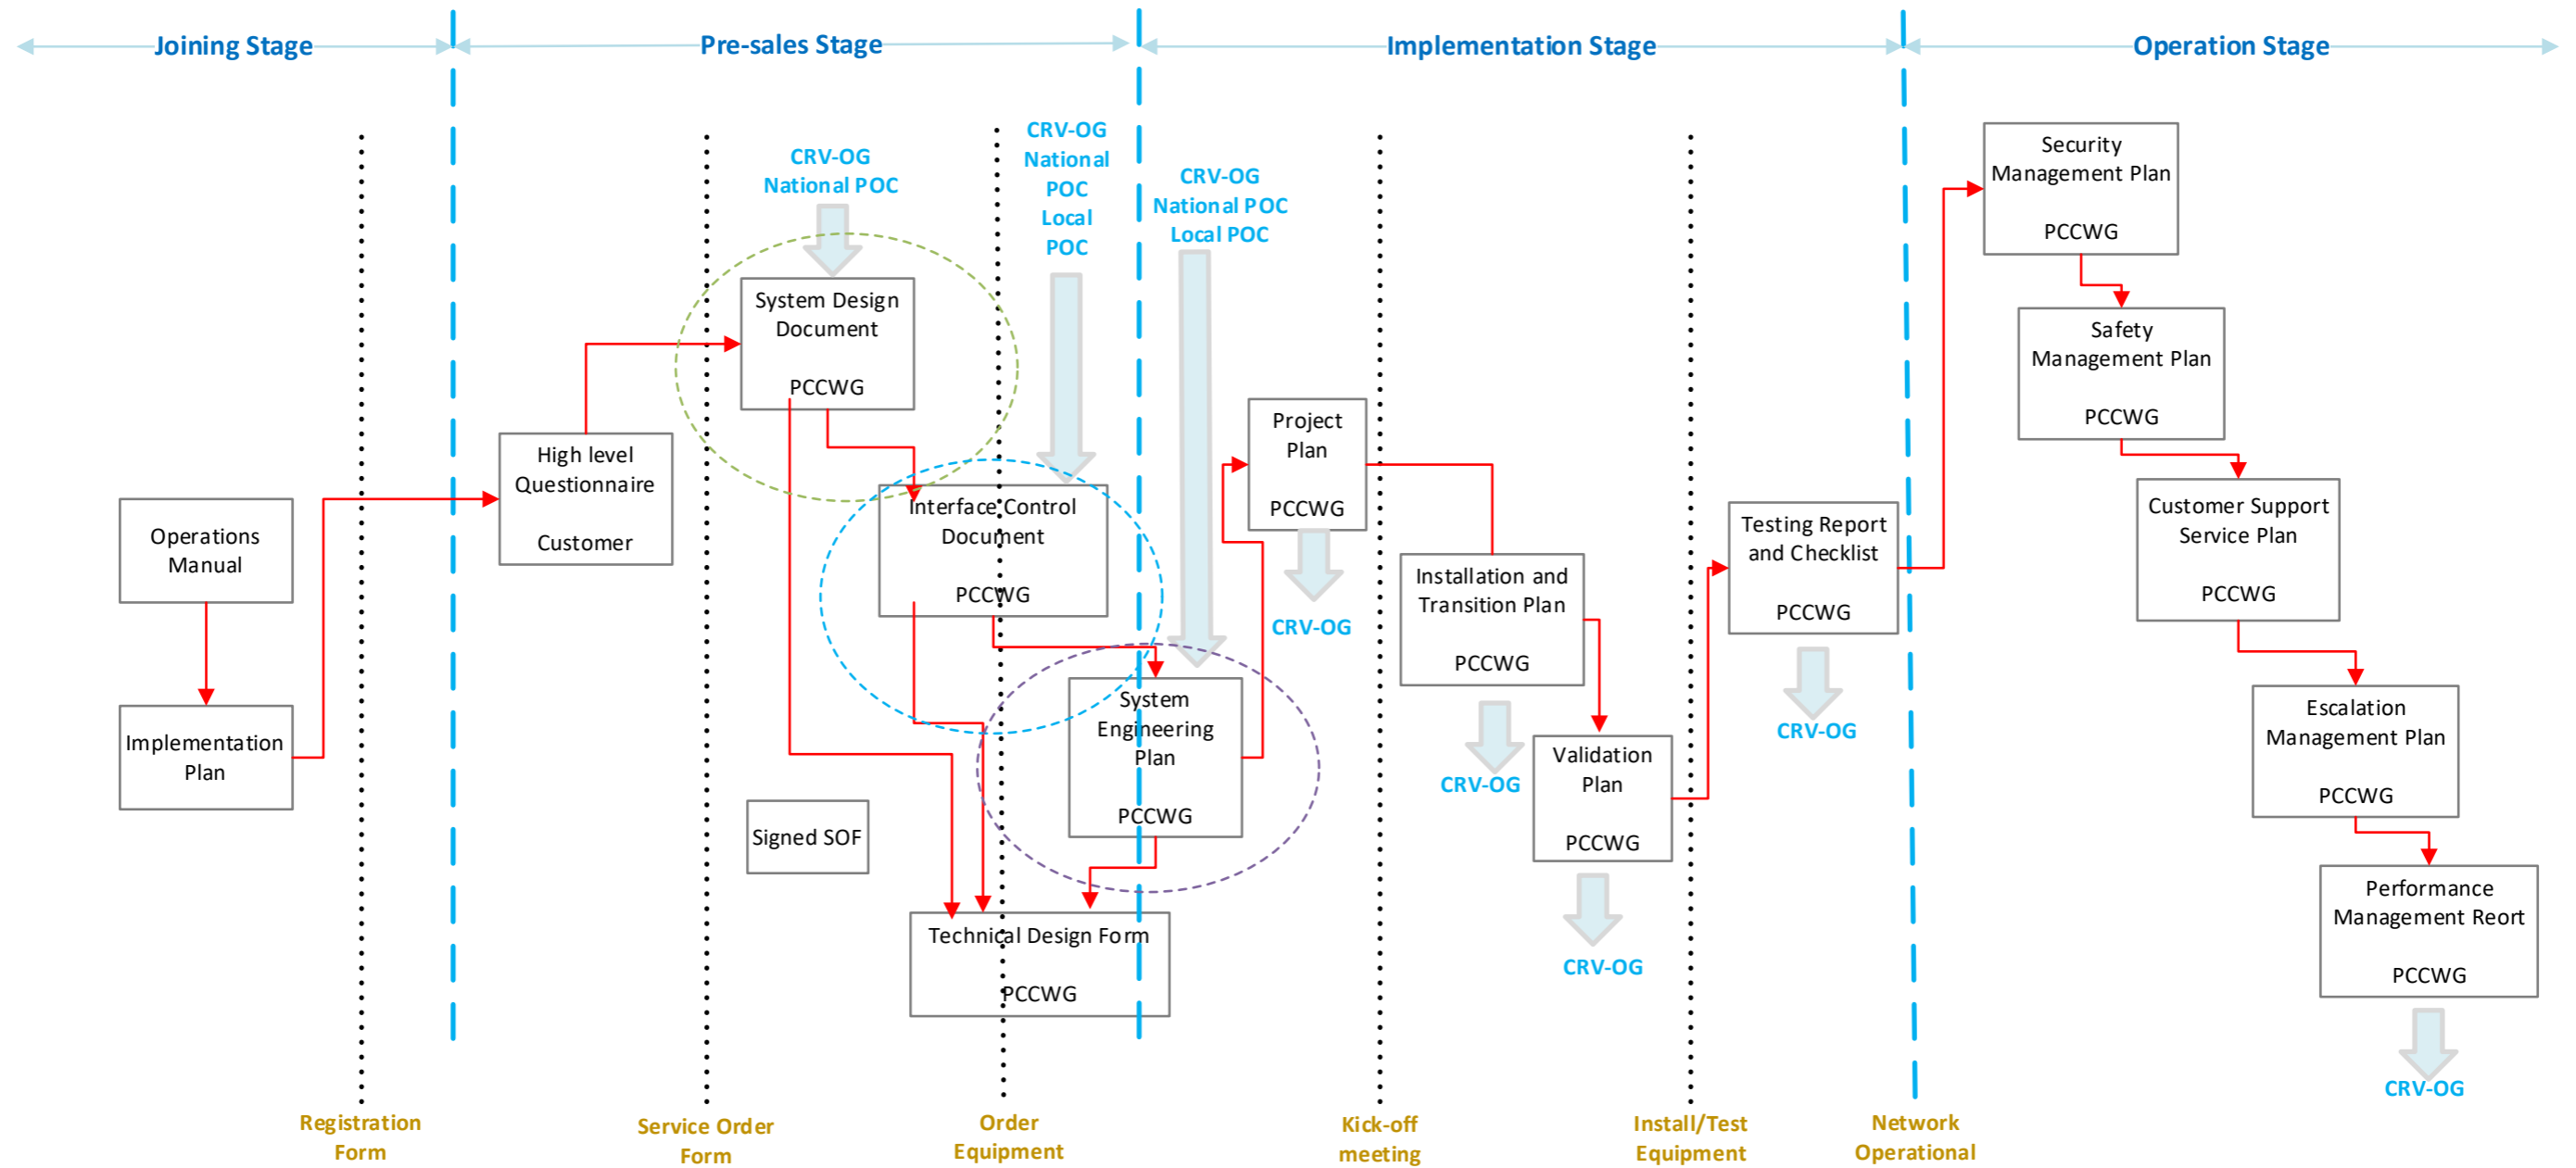 Joining Stage
Pre-sales Stage
Implementation Stage
Operation Stage
Operations
Manual
Implementation
Plan
High level
Questionnaire
Customer
CRV-OG
National POC
System Design
Document
PCCWG
CRV-OG
National
POC
Local
POC
Interface Control
Document
PCCWG
CRV-OG
National POC
Local POC
System
Engineering
Plan
PCCWG
Signed SOF
Technical Design Form
PCCWG
Project
Plan
PCCWG
CRV-OG
Installation and
Transition Plan
PCCWG
CRV-OG
Validation
Plan
PCCWG
CRV-OG
Testing Report
and Checklist
PCCWG
CRV-OG
Security
Management Plan
PCCWG
Safety
Management Plan
PCCWG
Customer Support
Service Plan
PCCWG
Escalation
Management Plan
PCCWG
Performance
Management Reort
PCCWG
CRV-OG
Registration
Form
Service Order
Form
Order
Equipment
Kick-off
meeting
Install/Test
Equipment
Network
Operational